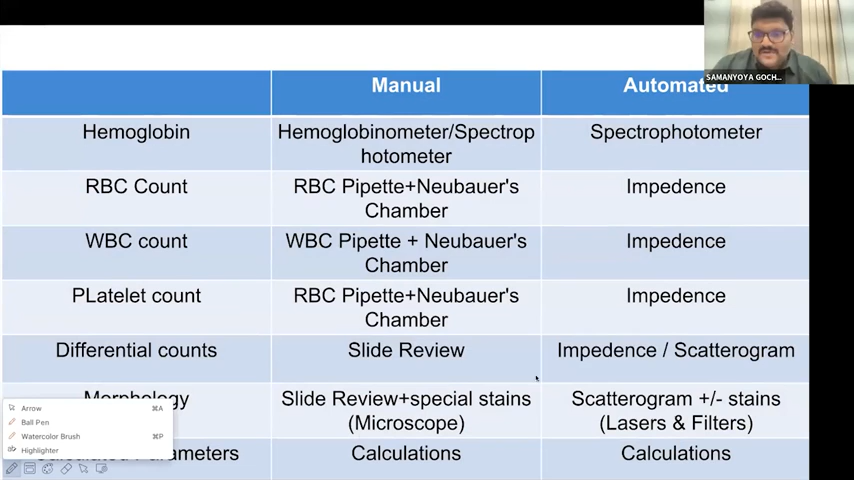 SAMANYOYA GOCH...
Manual Automated
Hemoglobin Hemoglobinometer/Spectrop Spectrophotometer
hotometer
RBC Count RBC Pipette+Neubauer's Impedence
Chamber
WBC count WBC Pipette + Neubauer's Impedence
Chamber
PLatelet count RBC Pipette+Neubauer's Impedence
Chamber
Differential counts Slide Review Impedence / Scatterogram
Slide Review+special stains Scatterogram +/- stains
(Microscope) (Lasers & Filters)
Calculations Calculations
Arrow ⌘A
Ball Pen
Watercolor Brush ⌘P
Highlighter